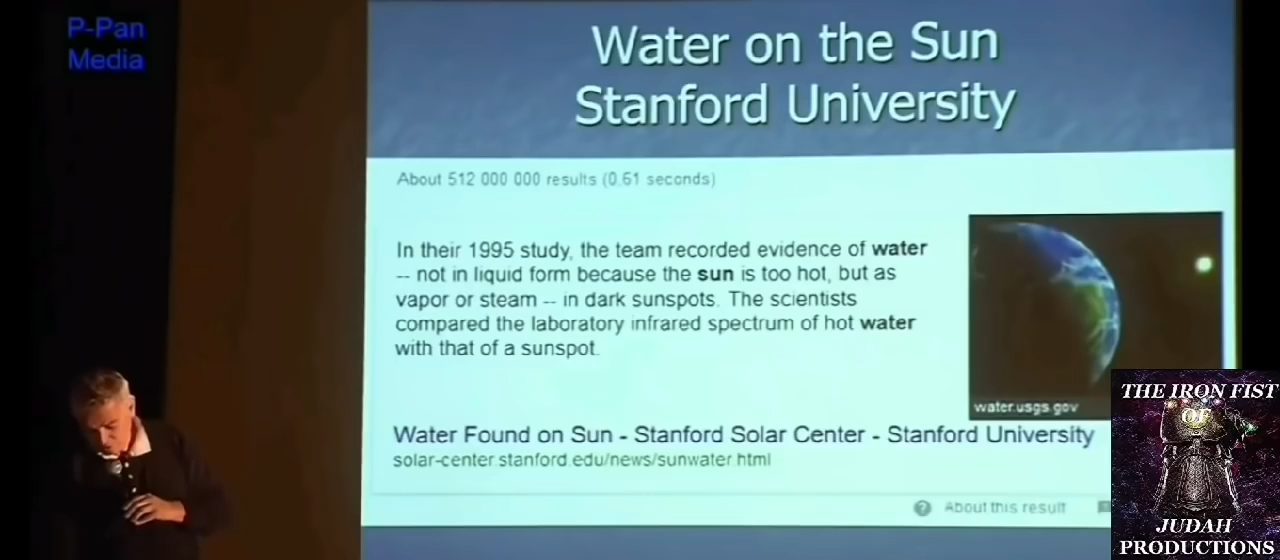 P-Pan
Media
Water on the Sun
Stanford University
About 512 000 000 results (0.61 seconds)
In their 1995 study, the team recorded evidence of water
-- not in liquid form because the sun is too hot, but as
vapor or steam -- in dark sunspots. The scientists
compared the laboratory infrared spectrum of hot water
with that of a sunspot.
water.usgs.gov
Water Found on Sun - Stanford Solar Center - Stanford University
solar-center.stanford.edu/news/sunwater.html
About this result
THE IRON FIST
OF
JUDAH
PRODUCTIONS